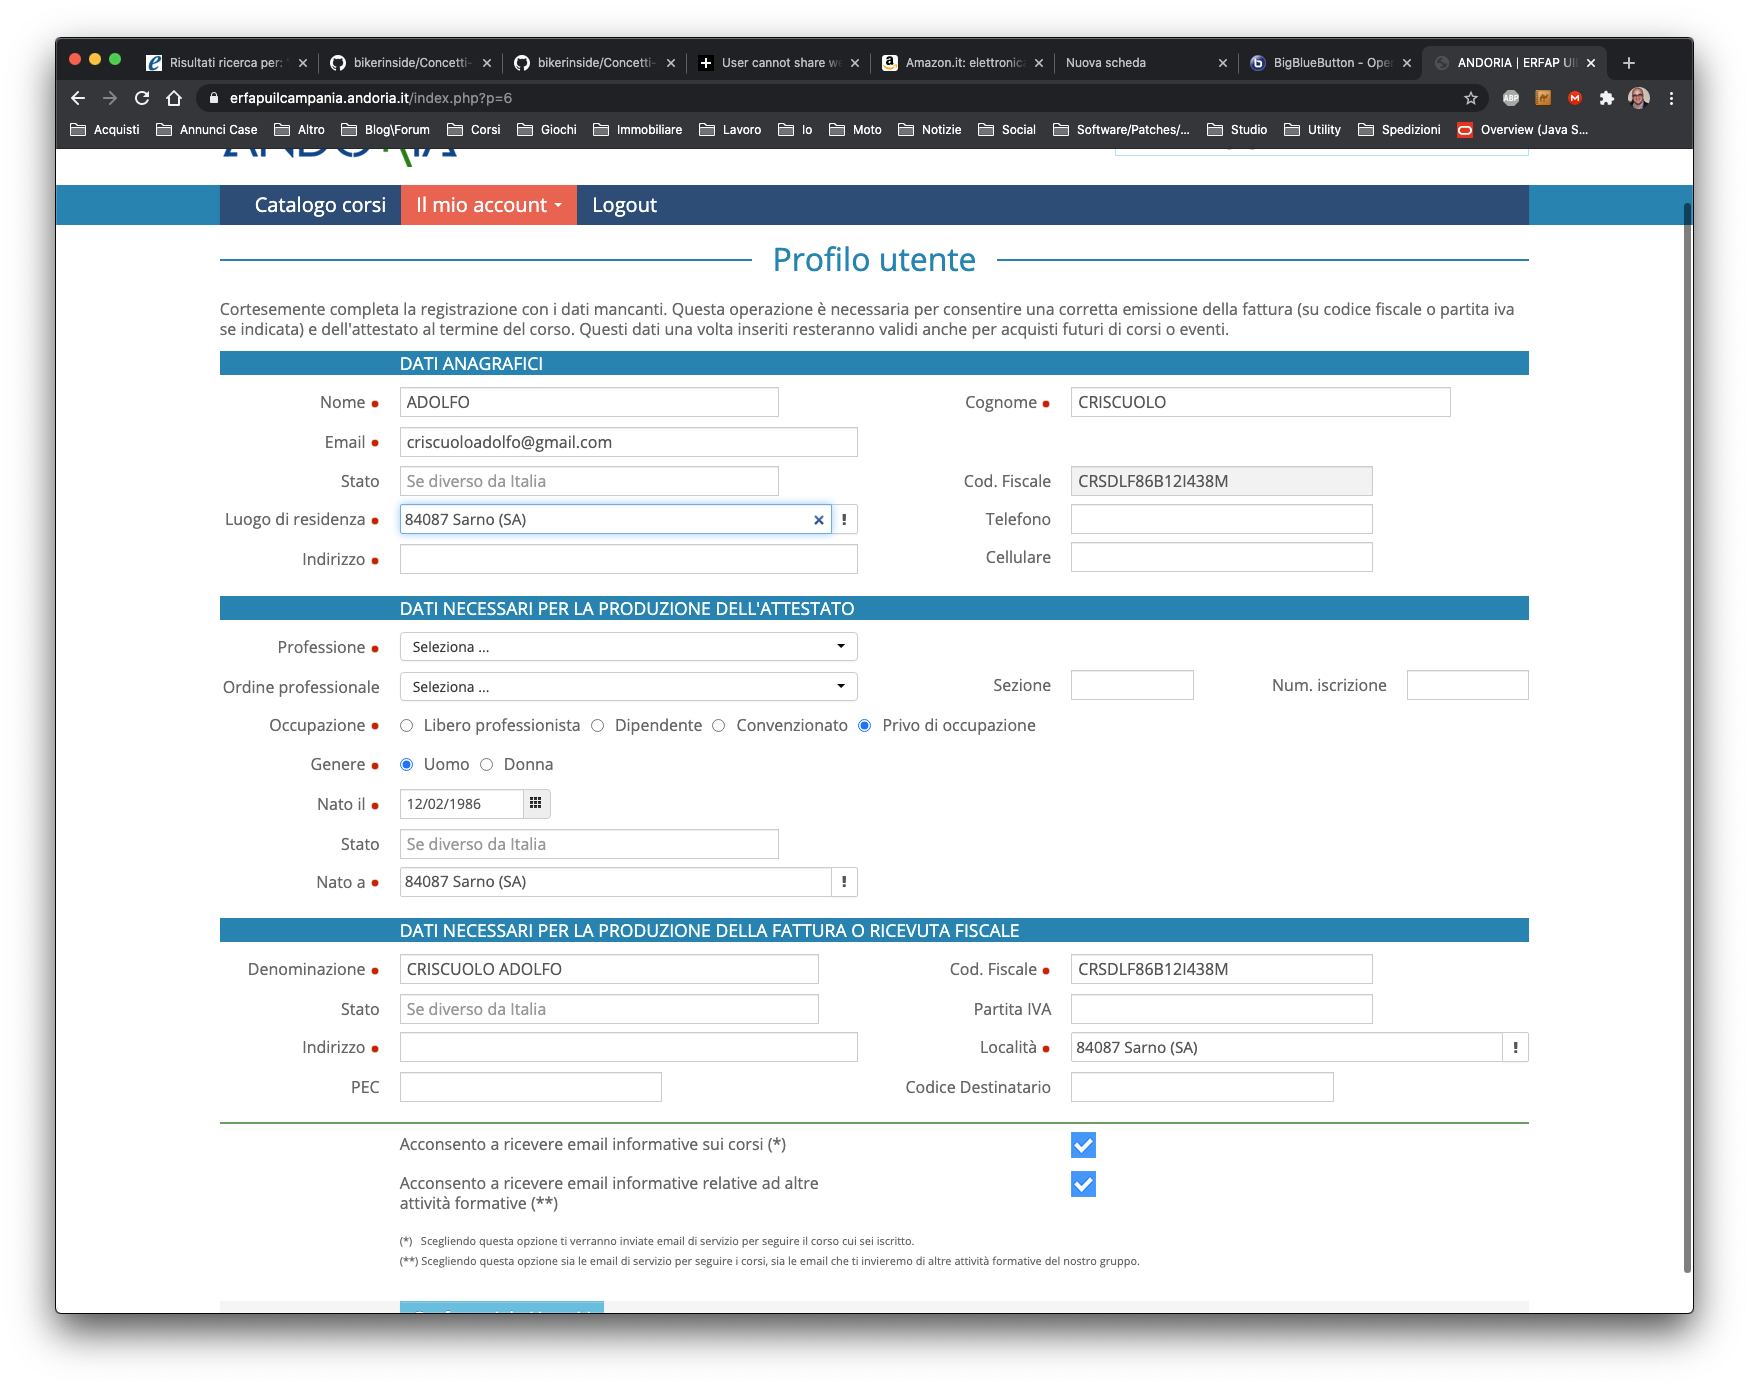 Risultati ricerca per:
bikerinside/Concetti-
bikerinside/Concetti-
User cannot share we
Amazon.it: elettronica
Nuova scheda
BigBlueButton - Oper
ANDORIA | ERFAP UI
erfapuilcampania.andoria.it/index.php?p=6
ABP
Acquisti Annunci Case Altro Blog\Forum Corsi Giochi Immobiliare Lavoro Io Moto Notizie Social Software/Patches/... Studio Utility Spedizioni Overview (Java S...
ANDORIA
Catalogo corsi Il mio account Logout
Profilo utente
Cortesemente completa la registrazione con i dati mancanti. Questa operazione è necessaria per consentire una corretta emissione della fattura (su codice fiscale o partita iva
se indicata) e dell'attestato al termine del corso. Questi dati una volta inseriti resteranno validi anche per acquisti futuri di corsi o eventi.
DATI ANAGRAFICI
Nome ADOLFO Cognome CRISCUOLO
Email criscuoloadolfo@gmail.com
Stato Se diverso da Italia Cod. Fiscale CRSDLF86B12I438M
Luogo di residenza 84087 Sarno (SA) × ! Telefono
Indirizzo Cellulare
DATI NECESSARI PER LA PRODUZIONE DELL'ATTESTATO
Professione Seleziona ...
Ordine professionale Seleziona ... Sezione Num. iscrizione
Occupazione Libero professionista Dipendente Convenzionato Privo di occupazione
Genere Uomo Donna
Nato il 12/02/1986
Stato Se diverso da Italia
Nato a 84087 Sarno (SA) !
DATI NECESSARI PER LA PRODUZIONE DELLA FATTURA O RICEVUTA FISCALE
Denominazione CRISCUOLO ADOLFO Cod. Fiscale CRSDLF86B12I438M
Stato Se diverso da Italia Partita IVA
Indirizzo Località 84087 Sarno (SA) !
PEC Codice Destinatario
Acconsento a ricevere email informative sui corsi (*)
Acconsento a ricevere email informative relative ad altre
attività formative (**)
(*) Scegliendo questa opzione ti verranno inviate email di servizio per seguire il corso cui sei iscritto.
(**) Scegliendo questa opzione sia le email di servizio per seguire i corsi, sia le email che ti invieremo di altre attività formative del nostro gruppo.